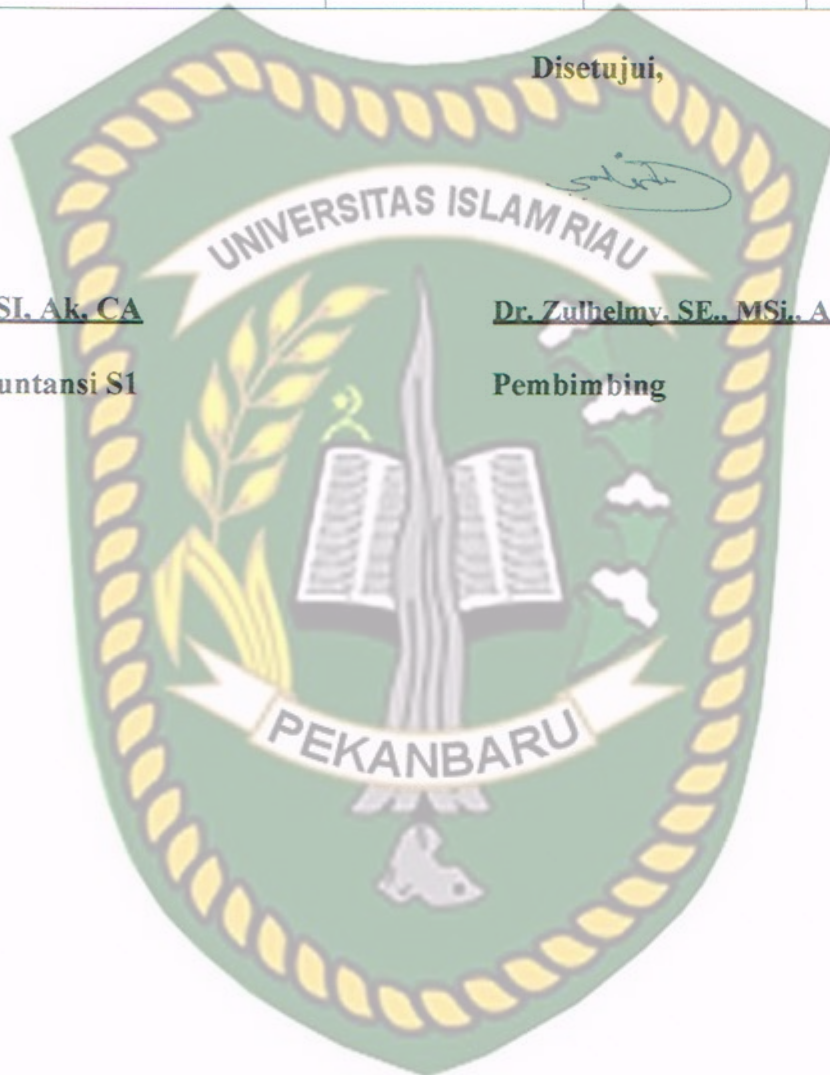 Disetujui,
UNIVERSITAS ISLAM RIAU
SI, Ak, CA
Dr. Zulhelmy, SE., MSi., A
untansi S1
Pembimbing
PEKANBARU